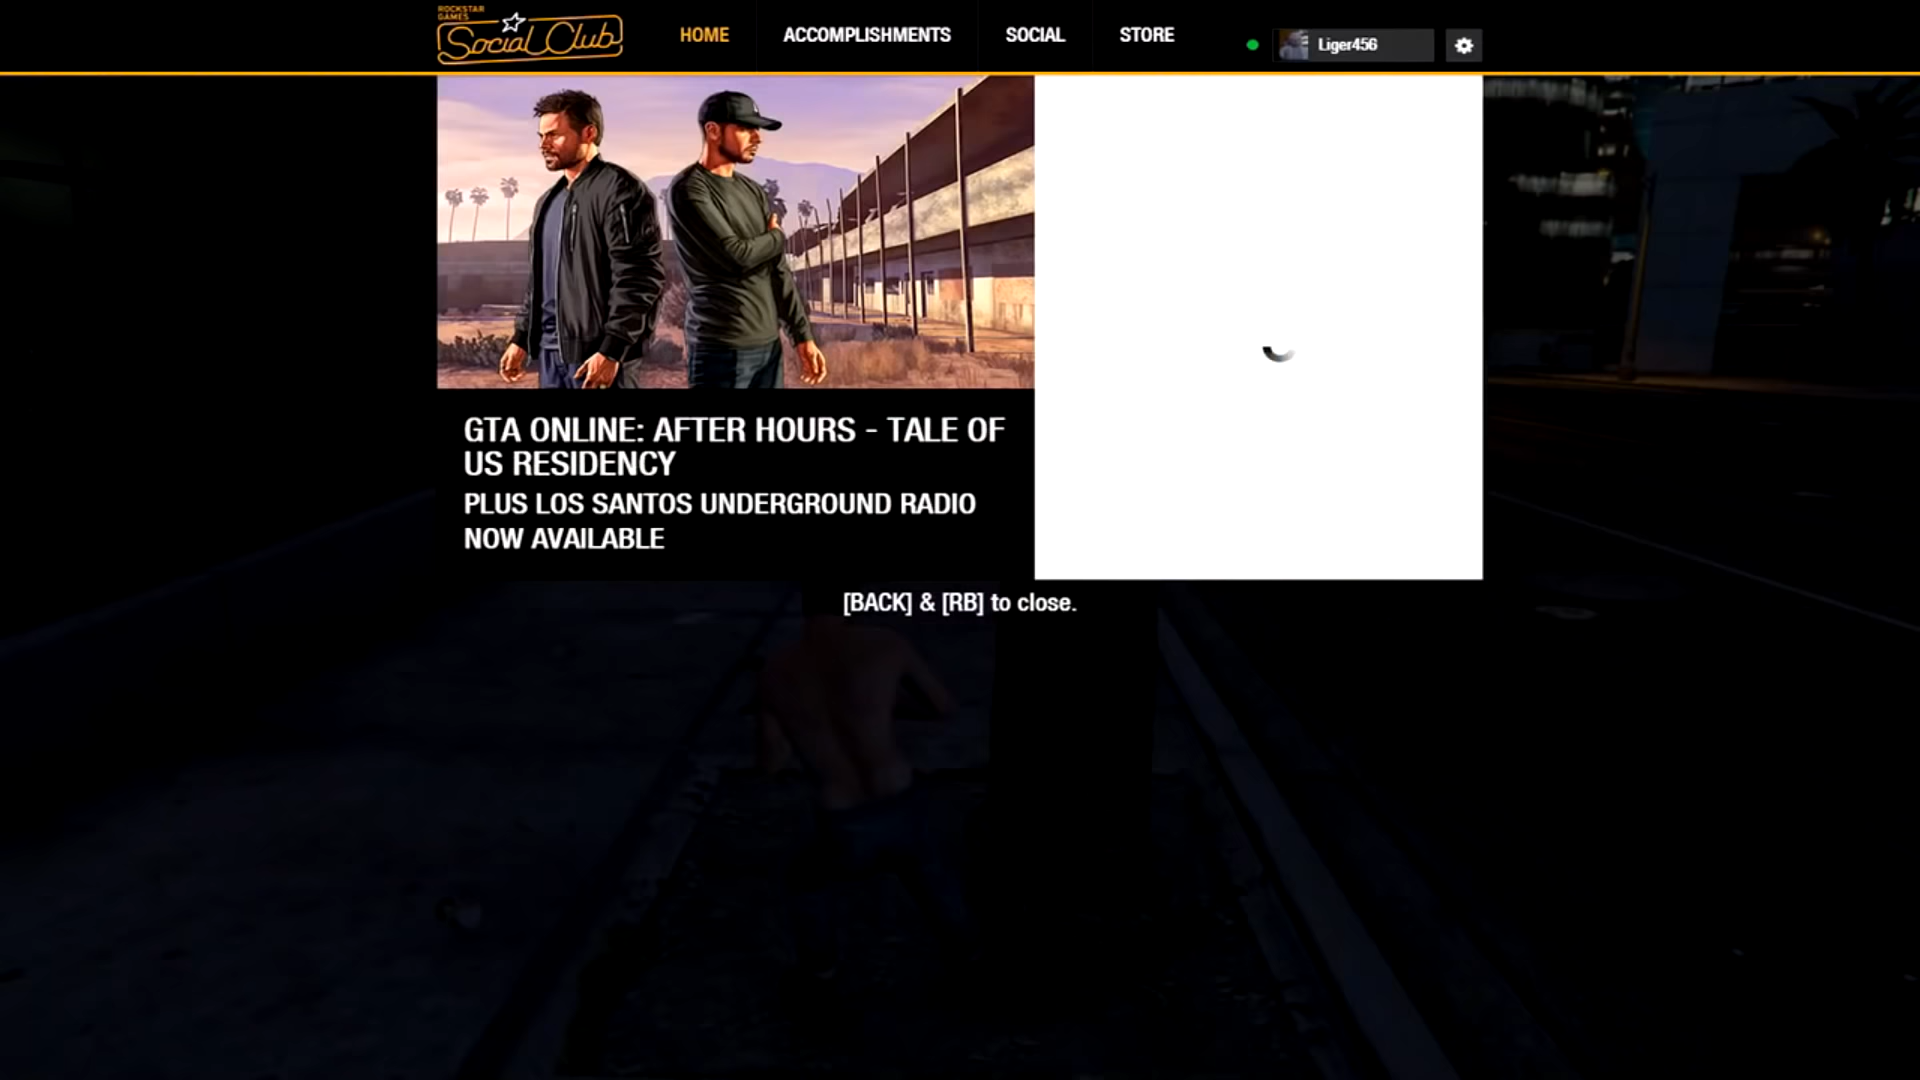 ROCKSTAR
GAMES
Social Club
HOME
ACCOMPLISHMENTS
SOCIAL
STORE
Liger456
GTA ONLINE: AFTER HOURS - TALE OF
US RESIDENCY
PLUS LOS SANTOS UNDERGROUND RADIO
NOW AVAILABLE
[BACK] & [RB] to close.